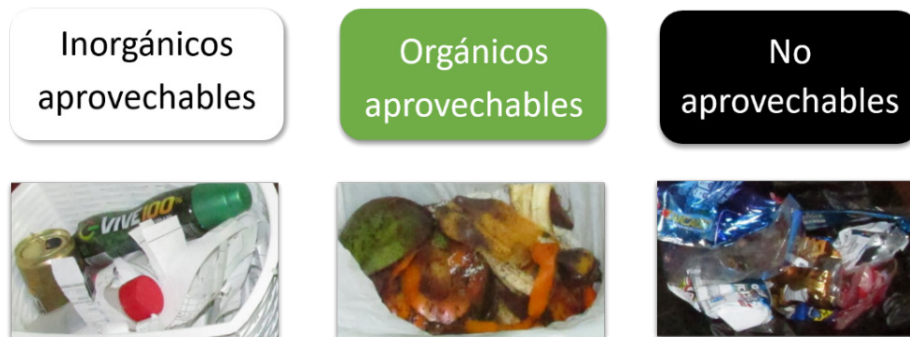 Inorgánicos
aprovechables
Orgánicos
aprovechables
No
aprovechables
VIVE100